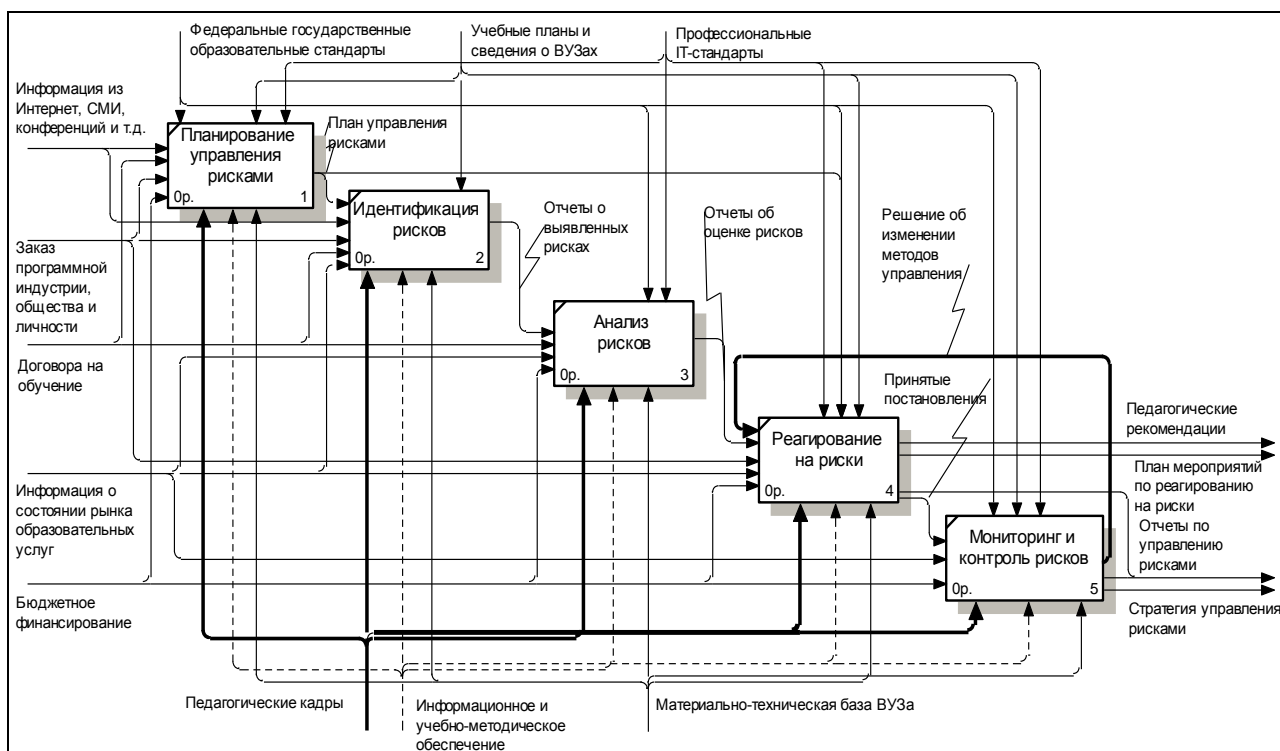 Федеральные государственные
образовательные стандарты
Учебные планы и
сведения о ВУЗах
Профессиональные
IT-стандарты
Информация из
Интернет, СМИ,
конференций и т.д.
Планирование
управления
рисками
0р.
1
План управления
рисками
Идентификация
рисков
0р.
2
Отчеты о
выявленных
рисках
Отчеты об
оценке рисков
Решение об
изменении
методов
управления
Заказ
программной
индустрии,
общества и
личности
Анализ
рисков
0р.
3
Договора на
обучение
Принятые
постановления
Реагирование
на риски
0р.
4
Педагогические
рекомендации
План мероприятий
по реагированию
на риски
Информация о
состоянии рынка
образовательных
услуг
Мониторинг и
контроль рисков
0р.
5
Отчеты по
управлению
рисками
Бюджетное
финансирование
Стратегия управления
рисками
Педагогические кадры
Информационное и
учебно-методическое
обеспечение
Материально-техническая база ВУЗа